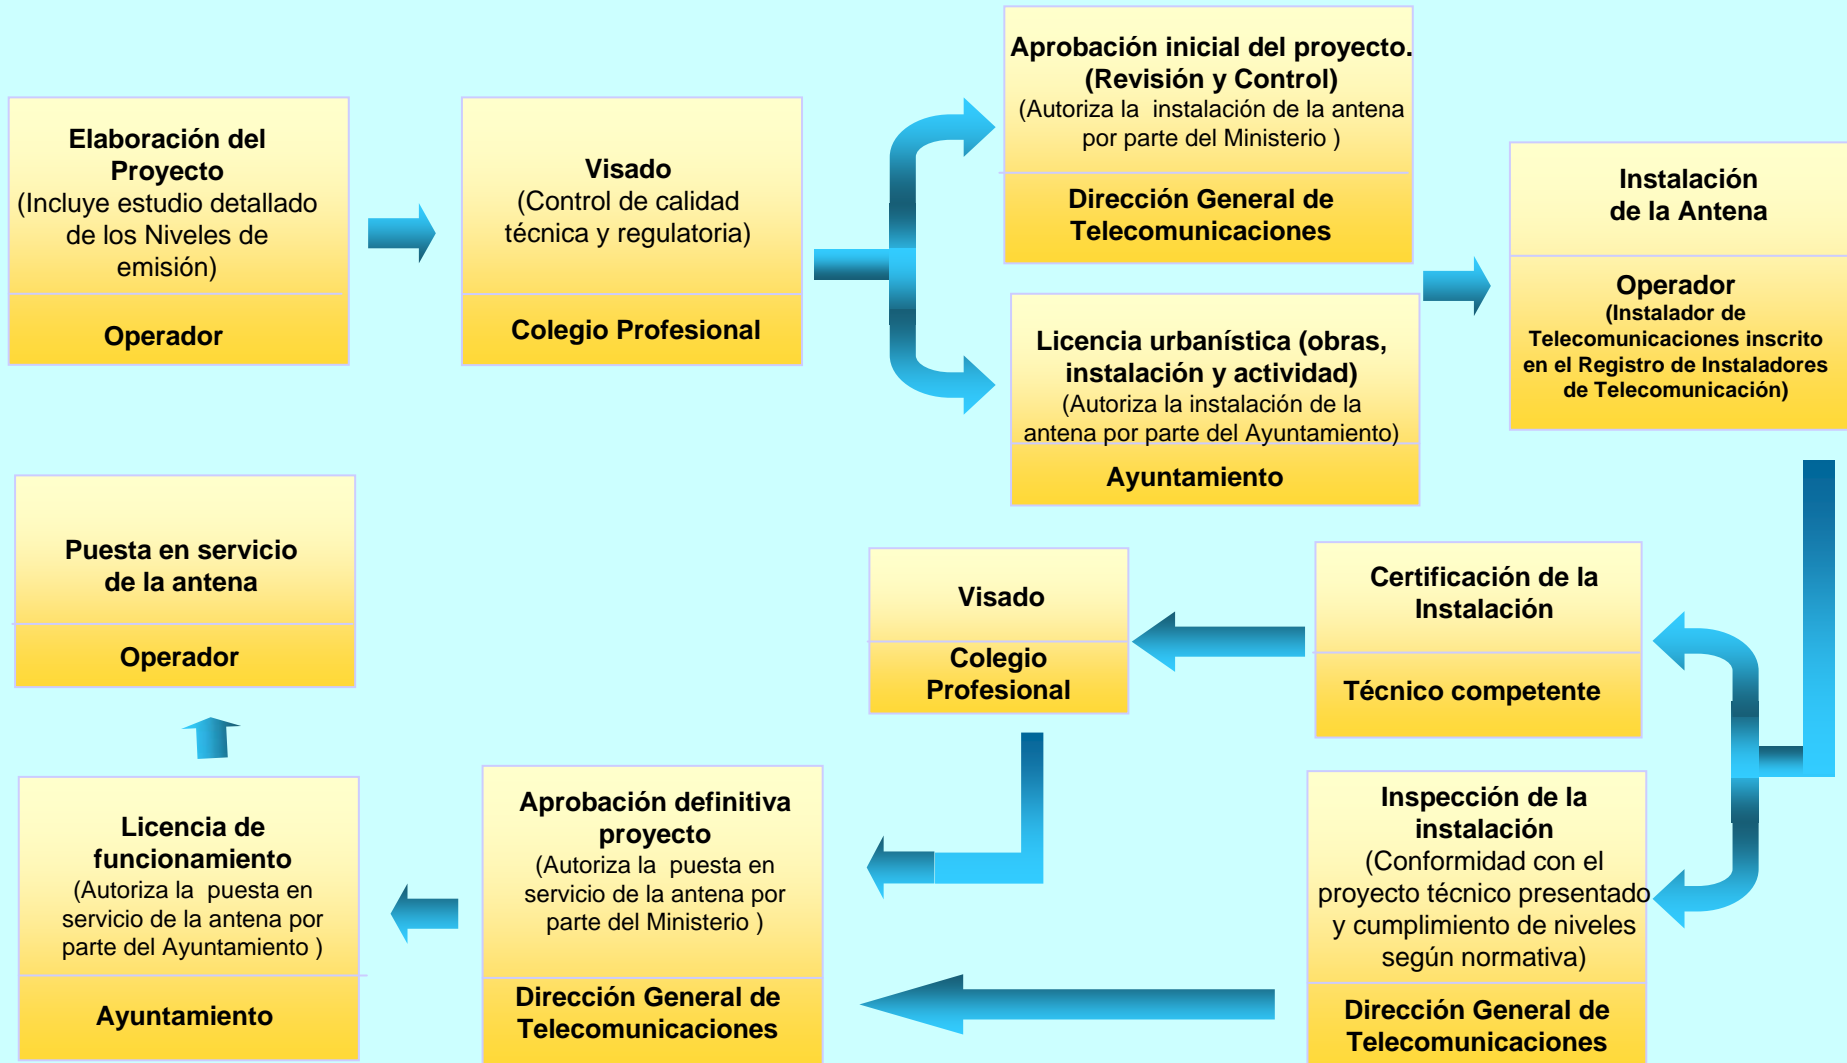 Elaboración del
Proyecto
(Incluye estudio detallado
de los Niveles de
emisión)
Operador
Visado
(Control de calidad
técnica y regulatoria)
Colegio Profesional
Aprobación inicial del proyecto.
(Revisión y Control)
(Autoriza la instalación de la antena
por parte del Ministerio )
Dirección General de
Telecomunicaciones
Licencia urbanística (obras,
instalación y actividad)
(Autoriza la instalación de la
antena por parte del Ayuntamiento)
Ayuntamiento
Instalación
de la Antena
Operador
(Instalador de
Telecomunicaciones inscrito
en el Registro de Instaladores
de Telecomunicación)
Certificación de la
Instalación
Técnico competente
Inspección de la
instalación
(Conformidad con el
proyecto técnico presentado
y cumplimiento de niveles
según normativa)
Dirección General de
Telecomunicaciones
Visado
Colegio
Profesional
Aprobación definitiva
proyecto
(Autoriza la puesta en
servicio de la antena por
parte del Ministerio )
Dirección General de
Telecomunicaciones
Licencia de
funcionamiento
(Autoriza la puesta en
servicio de la antena por
parte del Ayuntamiento )
Ayuntamiento
Puesta en servicio
de la antena
Operador